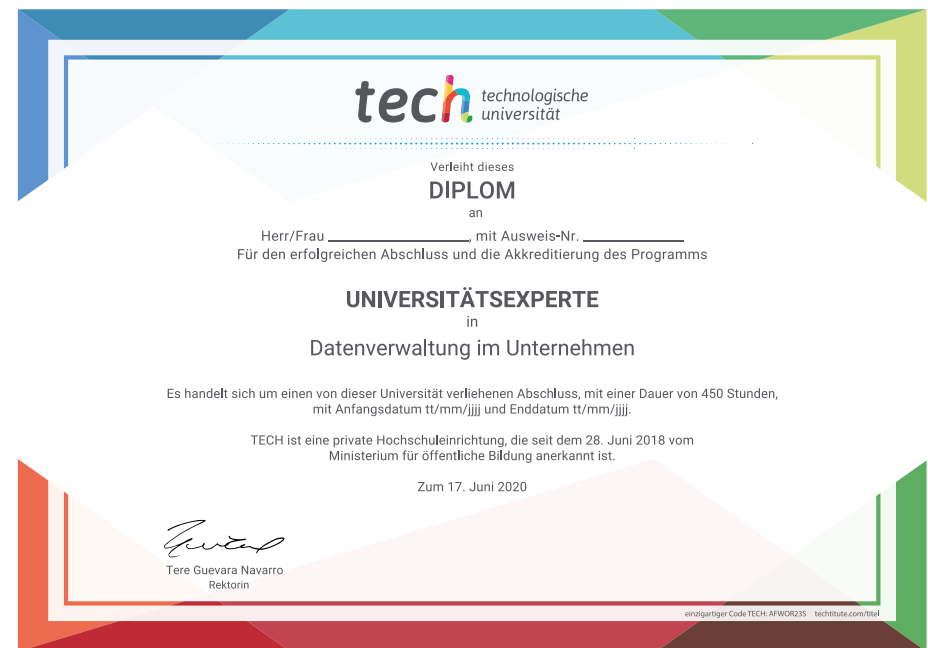 tech technologische
universität
Verleiht dieses
DIPLOM
an
Herr/Frau ____________________, mit Ausweis-Nr. ______________
Für den erfolgreichen Abschluss und die Akkreditierung des Programms
UNIVERSITÄTSEXPERTE
in
Datenverwaltung im Unternehmen
Es handelt sich um einen von dieser Universität verliehenen Abschluss, mit einer Dauer von 450 Stunden,
mit Anfangsdatum tt/mm/jjjj und Enddatum tt/mm/jjjj.
TECH ist eine private Hochschuleinrichtung, die seit dem 28. Juni 2018 vom
Ministerium für öffentliche Bildung anerkannt ist.
Zum 17. Juni 2020
Tere Guevara Navarro
Rektorin
einzigartiger Code TECH: AFWOR23S techtitute.com/titel